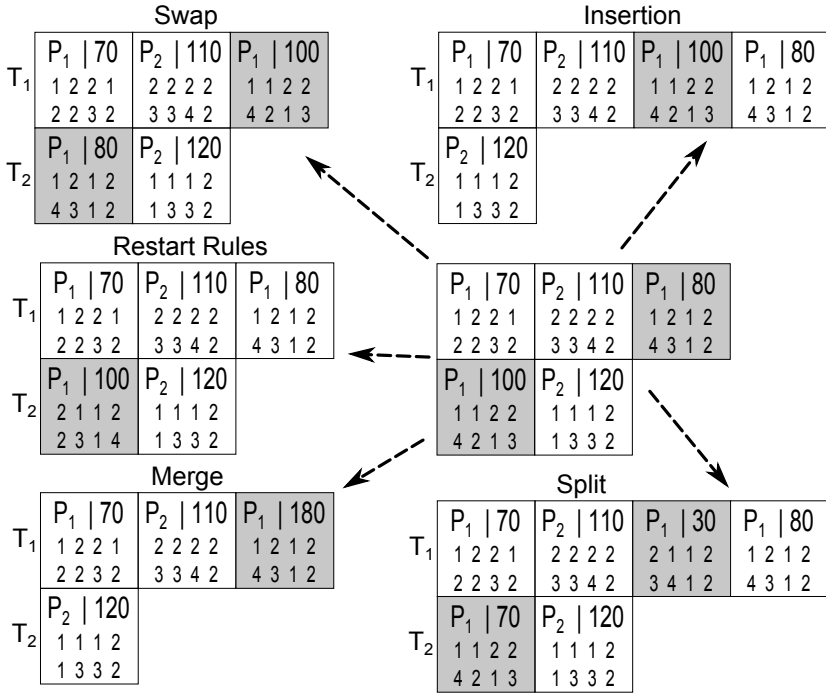 Swap
P1 | 70 P2 | 110 P1 | 100
T1
1 2 2 1 2 2 2 2 1 1 2 2
2 2 3 2 3 3 4 2 4 2 1 3
P1 | 80 P2 | 120
T2
1 2 1 2 1 1 1 2
4 3 1 2 1 3 3 2
Insertion
P1 | 70 P2 | 110 P1 | 100 P1 | 80
T1
1 2 2 1 2 2 2 2 1 1 2 2 1 2 1 2
2 2 3 2 3 3 4 2 4 2 1 3 4 3 1 2
P2 | 120
T2
1 1 1 2
1 3 3 2
Restart Rules
P1 | 70 P2 | 110 P1 | 80
T1
1 2 2 1 2 2 2 2 1 2 1 2
2 2 3 2 3 3 4 2 4 3 1 2
P1 | 100 P2 | 120
T2
2 1 1 2 1 1 1 2
2 3 1 4 1 3 3 2
P1 | 70 P2 | 110 P1 | 80
1 2 2 1 2 2 2 2 1 2 1 2
2 2 3 2 3 3 4 2 4 3 1 2
P1 | 100 P2 | 120
1 1 2 2 1 1 1 2
4 2 1 3 1 3 3 2
Merge
P1 | 70 P2 | 110 P1 | 180
T1
1 2 2 1 2 2 2 2 1 2 1 2
2 2 3 2 3 3 4 2 4 3 1 2
P2 | 120
T2
1 1 1 2
1 3 3 2
Split
P1 | 70 P2 | 110 P1 | 30 P1 | 80
T1
1 2 2 1 2 2 2 2 2 1 1 2 1 2 1 2
2 2 3 2 3 3 4 2 3 4 1 2 4 3 1 2
P1 | 70 P2 | 120
T2
1 1 2 2 1 1 1 2
4 2 1 3 1 3 3 2